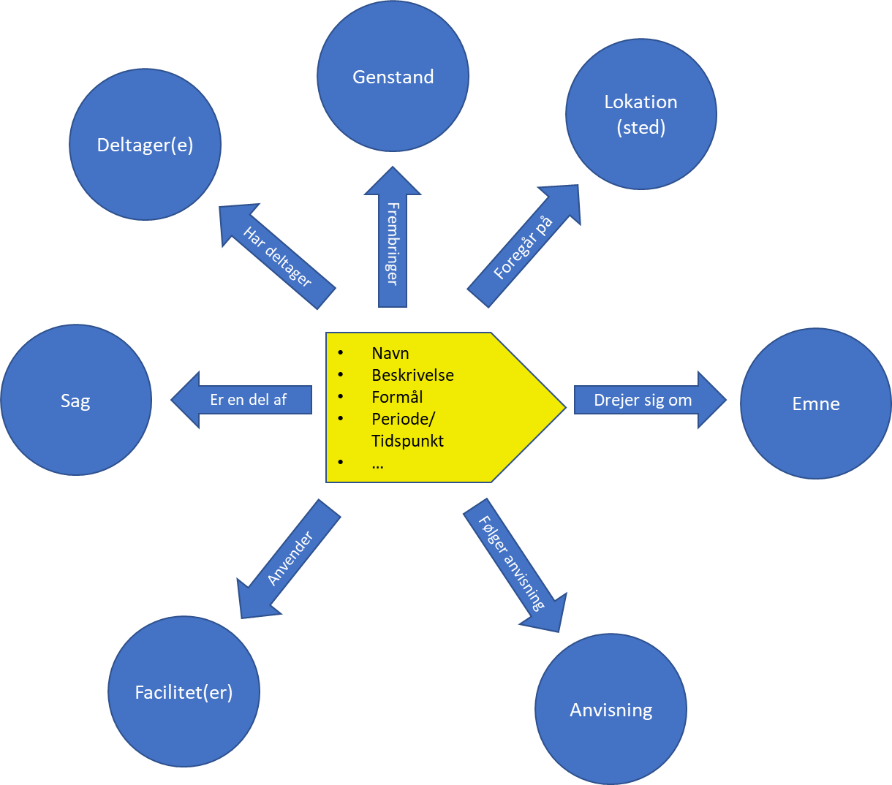 Genstand
Lokation
(sted)
Deltager(e)
Har deltager
Frembringer
Foregår på
• Navn
• Beskrivelse
• Formål
• Periode/
Tidspunkt
• ...
Sag
Er en del af
Drejer sig om
Emne
Anvender
Følger anvisning
Facilitet(er)
Anvisning